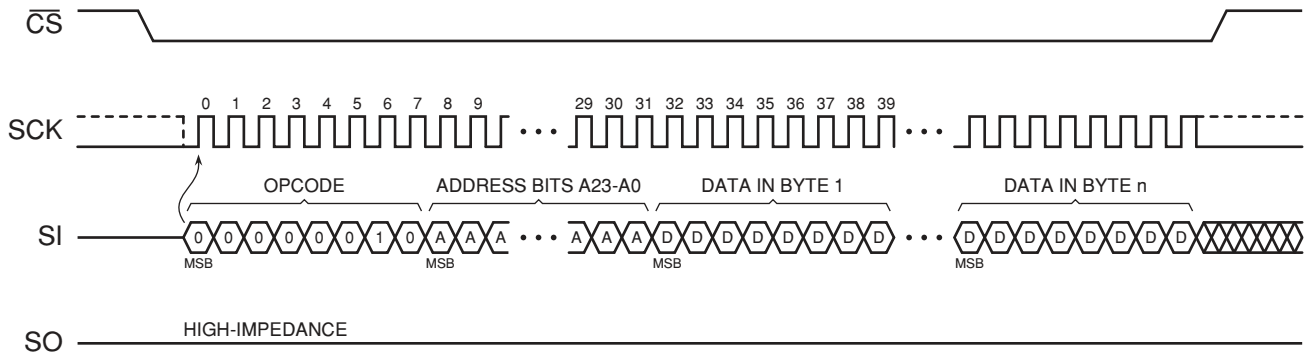 CS
0 1 2 3 4 5 6 7 8 9 29 30 31 32 33 34 35 36 37 38 39
SCK
OPCODE ADDRESS BITS A23-A0 DATA IN BYTE 1 DATA IN BYTE n
SI 0 0 0 0 0 0 1 0 A A A A A A D D D D D D D D D D D D D D D D
MSB MSB MSB MSB
HIGH-IMPEDANCE
SO